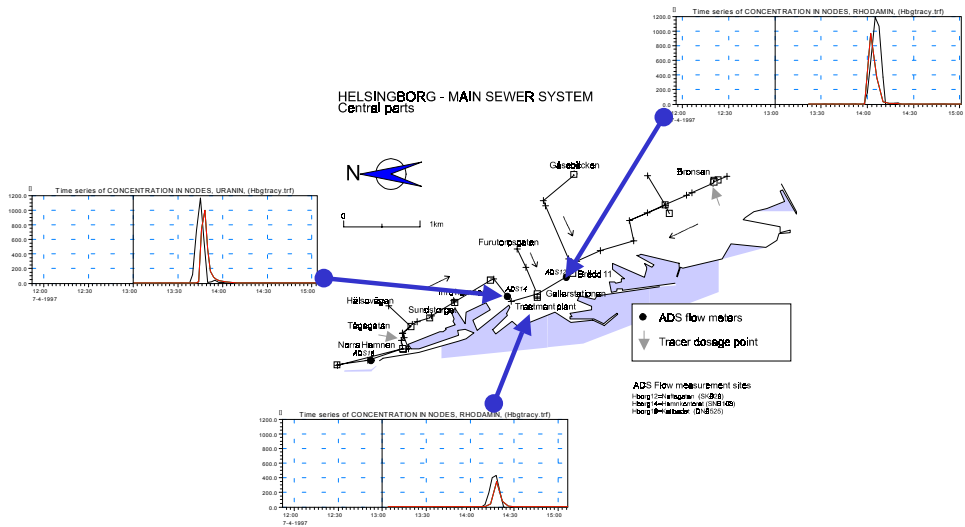 Time series of CONCENTRATION IN NODES, RHODAMIN, (Hbgtracy.trf)
1200.0
1000.0
800.0
600.0
400.0
200.0
0.0
12:00 12:30 13:00 13:30 14:00 14:30 15:00
7-4-1997
HELSINGBORG - MAIN SEWER SYSTEM
Central parts
N
0
1km
Gåsebäcken
Brunnsen
Time series of CONCENTRATION IN NODES, URANIN, (Hbgtracy.trf)
1200.0
1000.0
800.0
600.0
400.0
200.0
0.0
12:00 12:30 13:00 13:30 14:00 14:30 15:00
7-4-1997
Furutorpsgatan
ADS12
Bredd 11
ADS14
Gallerstationen
Treatment plant
Hälsovägen
Sundstorget
Tågagatan
Norra Hamnen
ADS18
ADS flow meters
Tracer dosage point
ADS Flow measurement sites
Time series of CONCENTRATION IN NODES, RHODAMIN, (Hbgtracy.trf)
1200.0
1000.0
800.0
600.0
400.0
200.0
0.0
12:00 12:30 13:00 13:30 14:00 14:30 15:00
7-4-1997